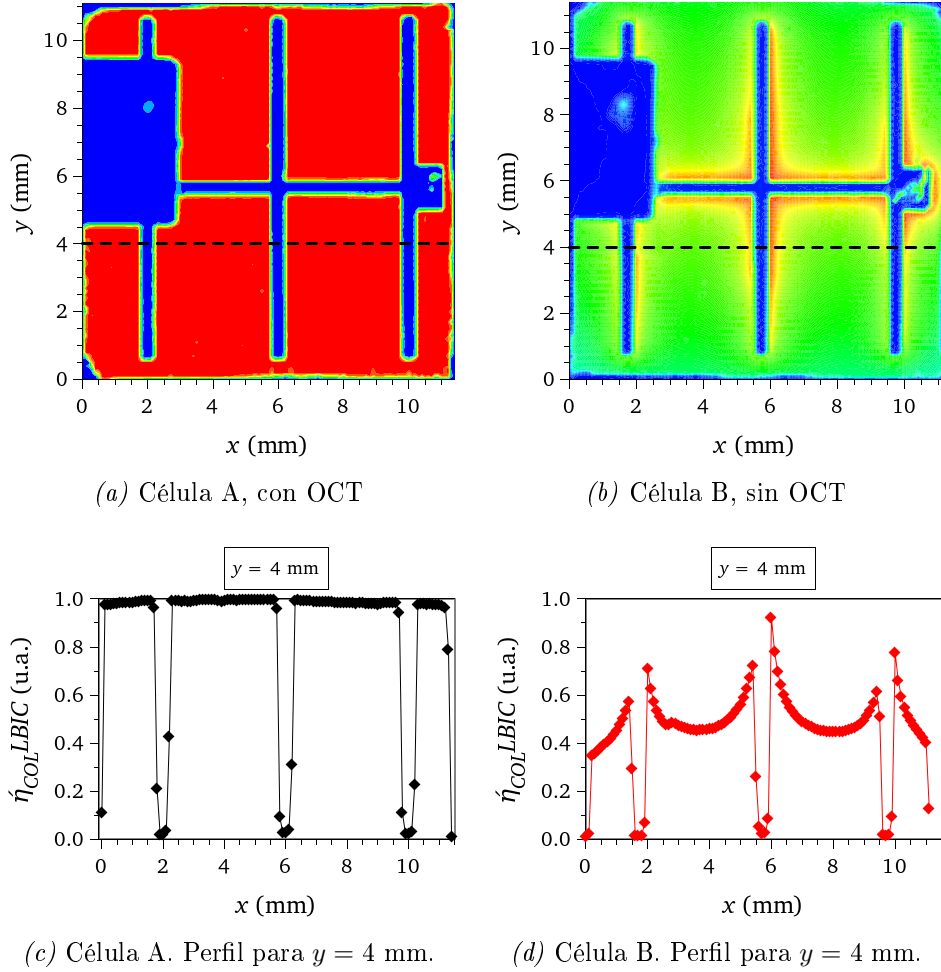 10
8
6
4
2
0
y (mm)
0 2 4 6 8 10
x (mm)
(a) Célula A, con OCT
10
8
6
4
2
0
y (mm)
0 2 4 6 8 10
x (mm)
(b) Célula B, sin OCT
y = 4 mm
1.0
0.8
0.6
0.4
0.2
0.0
ή_COL LBIC (u.a.)
0 2 4 6 8 10
x (mm)
(c) Célula A. Perfil para y = 4 mm.
y = 4 mm
1.0
0.8
0.6
0.4
0.2
0.0
ή_COL LBIC (u.a.)
0 2 4 6 8 10
x (mm)
(d) Célula B. Perfil para y = 4 mm.